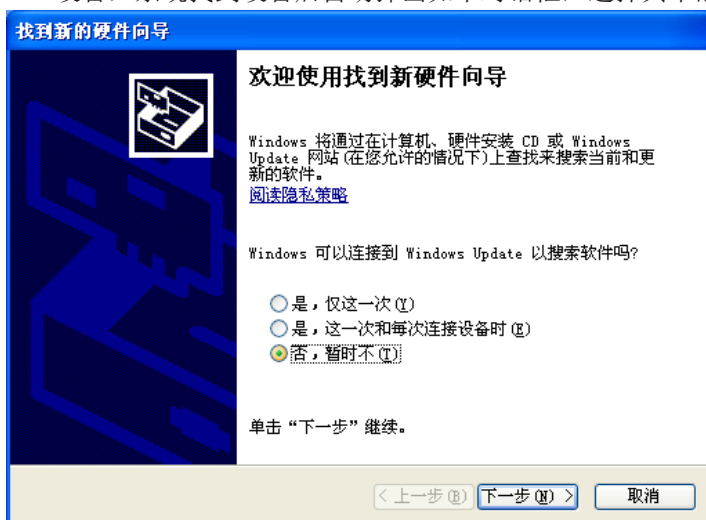 找到新的硬件向导
欢迎使用找到新硬件向导
Windows 将通过在计算机、硬件安装 CD 或 Windows
Update 网站(在您允许的情况下)上查找来搜索当前和更
新的软件。
阅读隐私策略
Windows 可以连接到 Windows Update 以搜索软件吗?
是，仅这一次(Y)
是，这一次和每次连接设备时(E)
否，暂时不(T)
单击“下一步”继续。
< 上一步(B) 下一步(N) > 取消